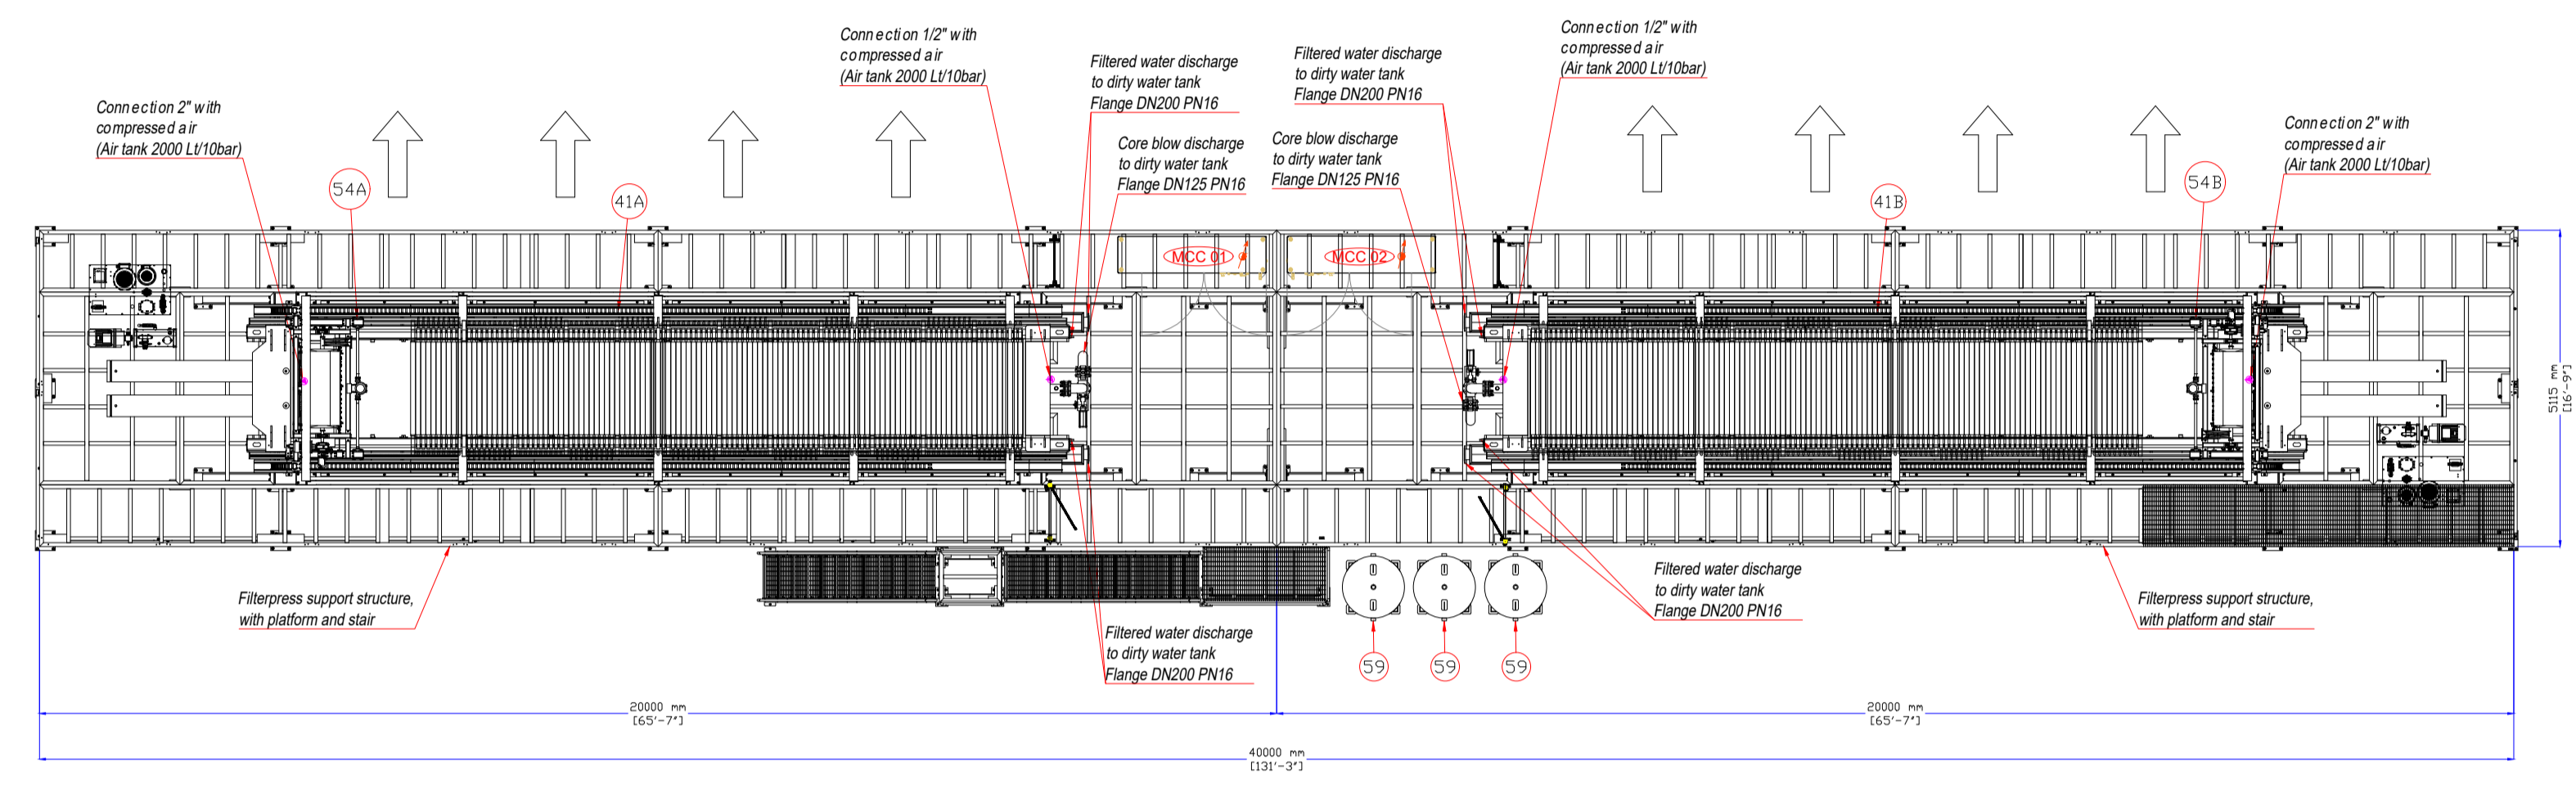 Connection 2" with
compressed air
(Air tank 2000 Lt/10bar)
Connection 1/2" with
compressed air
(Air tank 2000 Lt/10bar)
Filtered water discharge
to dirty water tank
Flange DN200 PN16
Core blow discharge
to dirty water tank
Flange DN125 PN16
Filtered water discharge
to dirty water tank
Flange DN200 PN16
Core blow discharge
to dirty water tank
Flange DN125 PN16
Connection 1/2" with
compressed air
(Air tank 2000 Lt/10bar)
Connection 2" with
compressed air
(Air tank 2000 Lt/10bar)
54A
41A
41B
54B
MCC 01
MCC 02
5115 mm
[16'-9"]
Filterpress support structure,
with platform and stair
Filtered water discharge
to dirty water tank
Flange DN200 PN16
59
59
59
Filtered water discharge
to dirty water tank
Flange DN200 PN16
Filterpress support structure,
with platform and stair
20000 mm
[65'-7"]
20000 mm
[65'-7"]
40000 mm
[131'-3"]